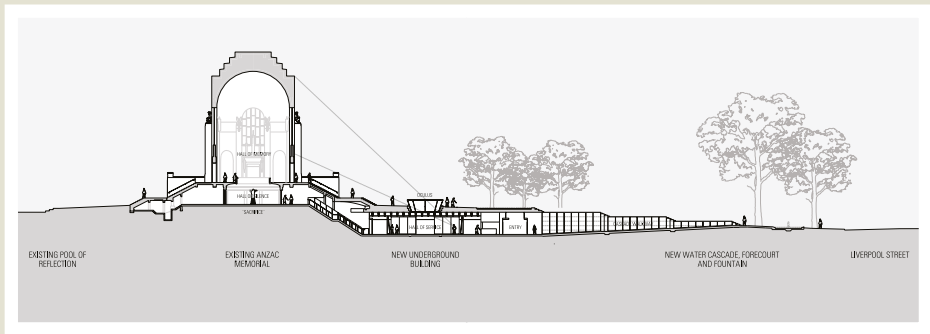 HALL OF MEMORY
HALL OF SILENCE
'SACRIFICE'
OCULUS
HALL OF SERVICE
ENTRY
EXISTING POOL OF
REFLECTION
EXISTING ANZAC
MEMORIAL
NEW UNDERGROUND
BUILDING
NEW WATER CASCADE, FORECOURT
AND FOUNTAIN
LIVERPOOL STREET